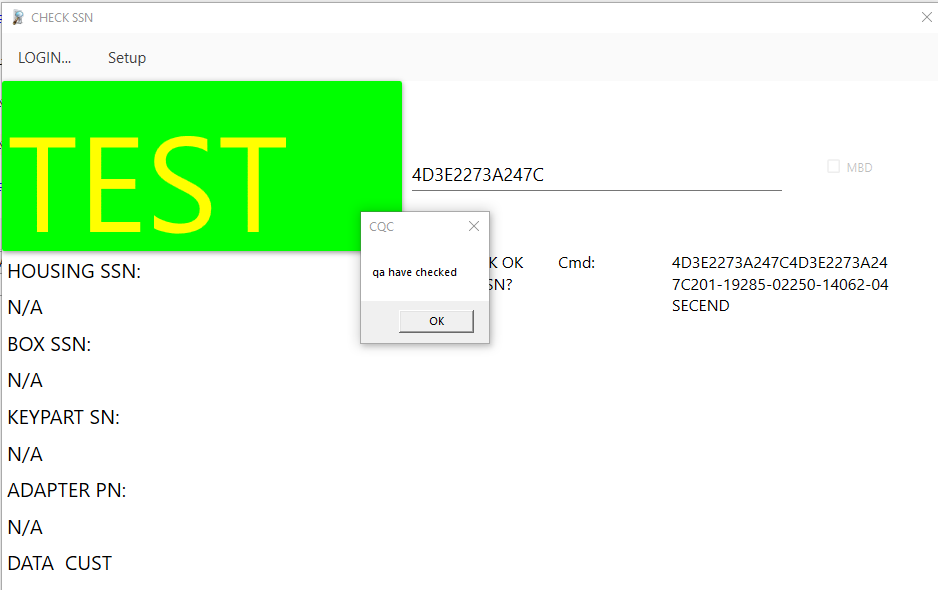 CHECK SSN
LOGIN... Setup
TEST
4D3E2273A247C
MBD
CQC
qa have checked
OK
K OK
SN?
Cmd:
4D3E2273A247C4D3E2273A24
7C201-19285-02250-14062-04
SECEND
HOUSING SSN:
N/A
BOX SSN:
N/A
KEYPART SN:
N/A
ADAPTER PN:
N/A
DATA CUST